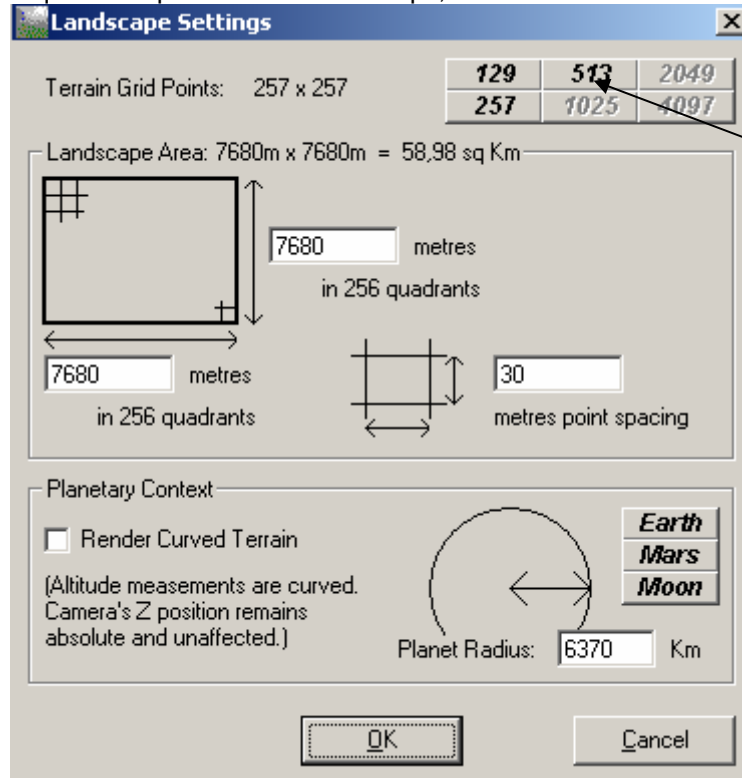 Landscape Settings
Terrain Grid Points: 257 x 257
129 513 2049
257 1025 4097
Landscape Area: 7680m x 7680m = 58,98 sq Km
7680 metres
in 256 quadrants
7680 metres
in 256 quadrants
30
metres point spacing
Planetary Context
Render Curved Terrain
(Altitude measements are curved.
Camera's Z position remains
absolute and unaffected.)
Earth
Mars
Moon
Planet Radius: 6370 Km
OK Cancel